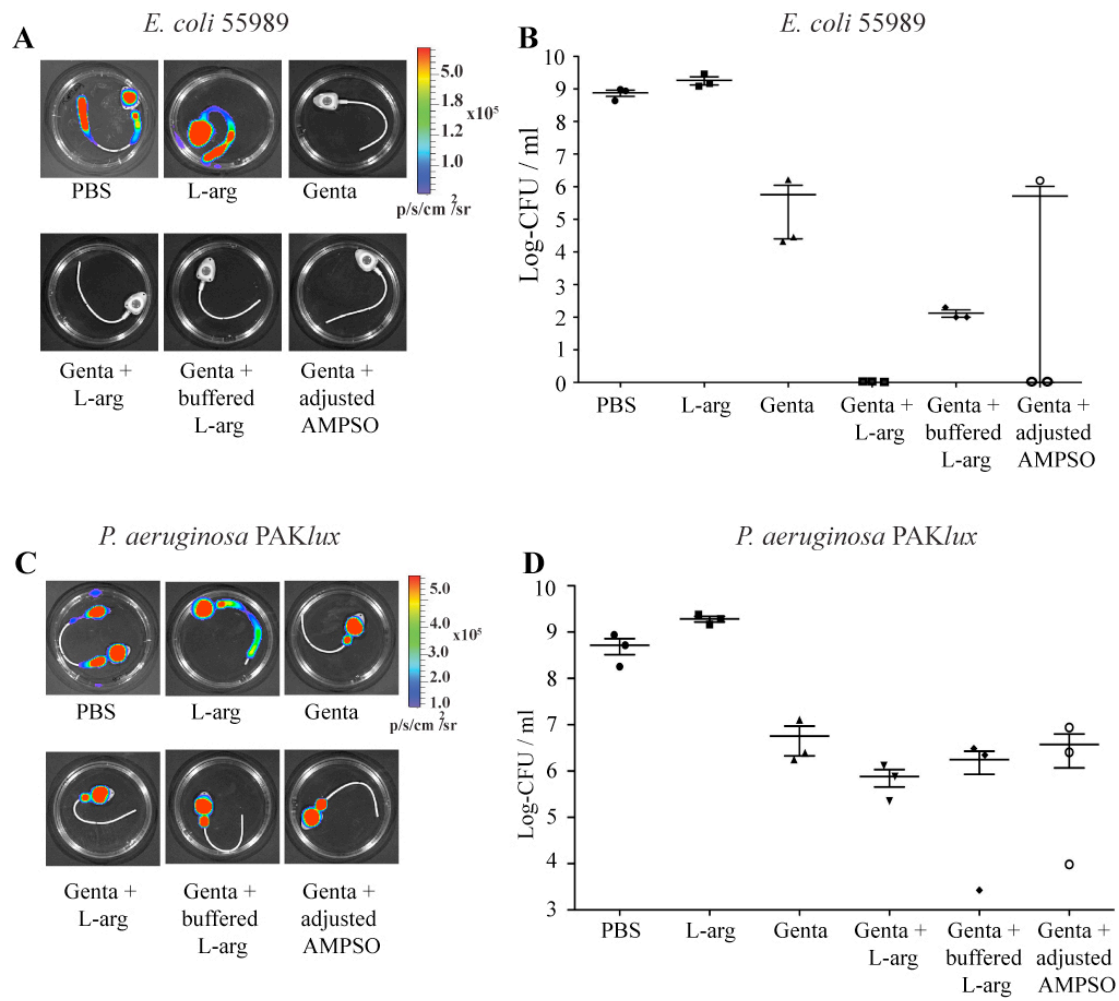 E. coli 55989
A
5.0
1.8
x10⁵
1.2
1.0
p/s/cm²/sr
PBS
L-arg
Genta
Genta +
L-arg
Genta +
buffered
L-arg
Genta +
adjusted
AMPSO
E. coli 55989
B
Log-CFU / ml
10
9
8
7
6
5
4
3
2
1
0
PBS
L-arg
Genta
Genta +
L-arg
Genta +
buffered
L-arg
Genta +
adjusted
AMPSO
P. aeruginosa PAKlux
C
5.0
4.0
x10⁵
3.0
2.0
1.0
p/s/cm²/sr
PBS
L-arg
Genta
Genta +
L-arg
Genta +
buffered
L-arg
Genta +
adjusted
AMPSO
P. aeruginosa PAKlux
D
Log-CFU / ml
10
9
8
7
6
5
4
3
PBS
L-arg
Genta
Genta +
L-arg
Genta +
buffered
L-arg
Genta +
adjusted
AMPSO